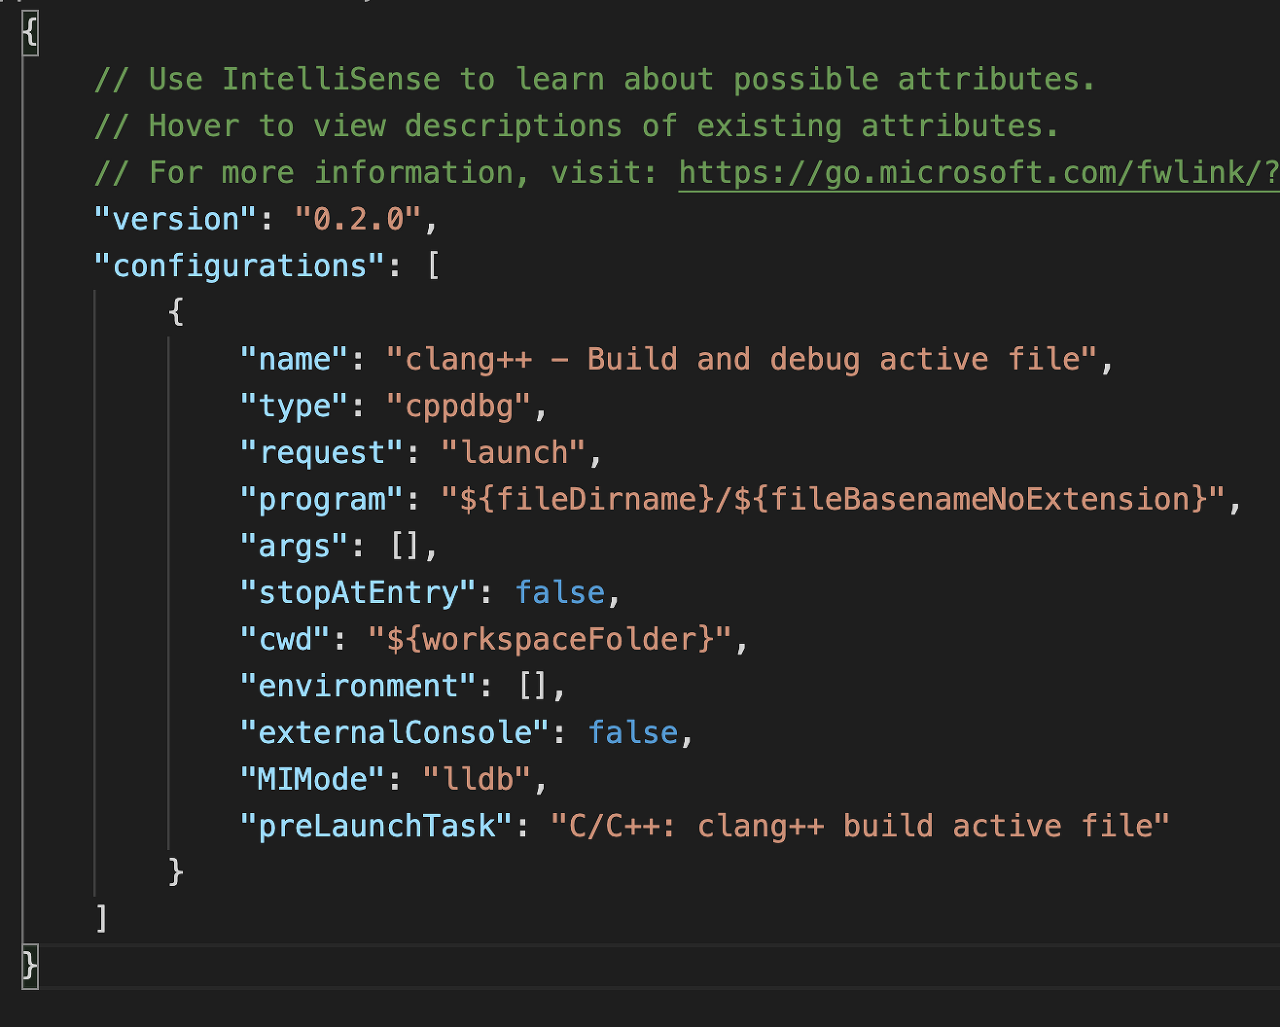 {
// Use IntelliSense to learn about possible attributes.
// Hover to view descriptions of existing attributes.
// For more information, visit: https://go.microsoft.com/fwlink/?
"version": "0.2.0",
"configurations": [
{
"name": "clang++ – Build and debug active file",
"type": "cppdbg",
"request": "launch",
"program": "${fileDirname}/${fileBasenameNoExtension}",
"args": [],
"stopAtEntry": false,
"cwd": "${workspaceFolder}",
"environment": [],
"externalConsole": false,
"MIMode": "lldb",
"preLaunchTask": "C/C++: clang++ build active file"
}
]
}